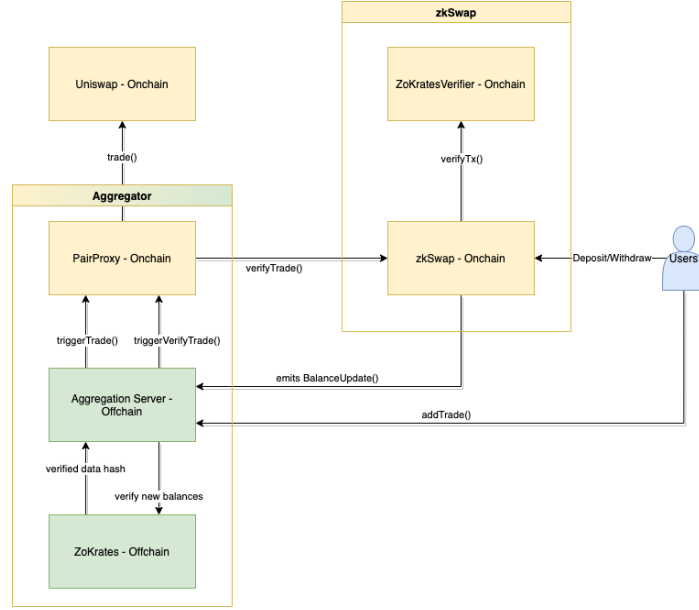 zkSwap
Uniswap - Onchain
ZoKratesVerifier - Onchain
trade()
verifyTx()
Aggregator
PairProxy - Onchain
verifyTrade()
zkSwap - Onchain
Deposit/Withdraw
Users
triggerTrade()
triggerVerifyTrade()
emits BalanceUpdate()
Aggregation Server -
Offchain
addTrade()
verified data hash
verify new balances
ZoKrates - Offchain